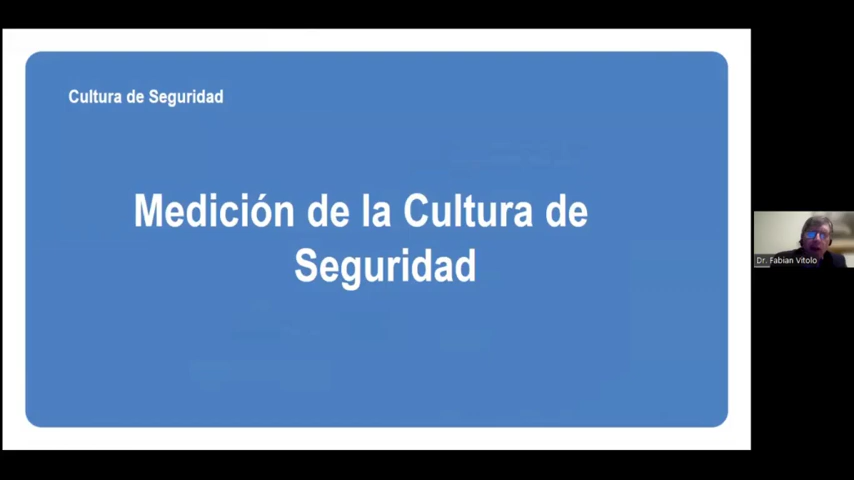 Cultura de Seguridad
Medición de la Cultura de
Seguridad
Dr. Fabian Vitolo